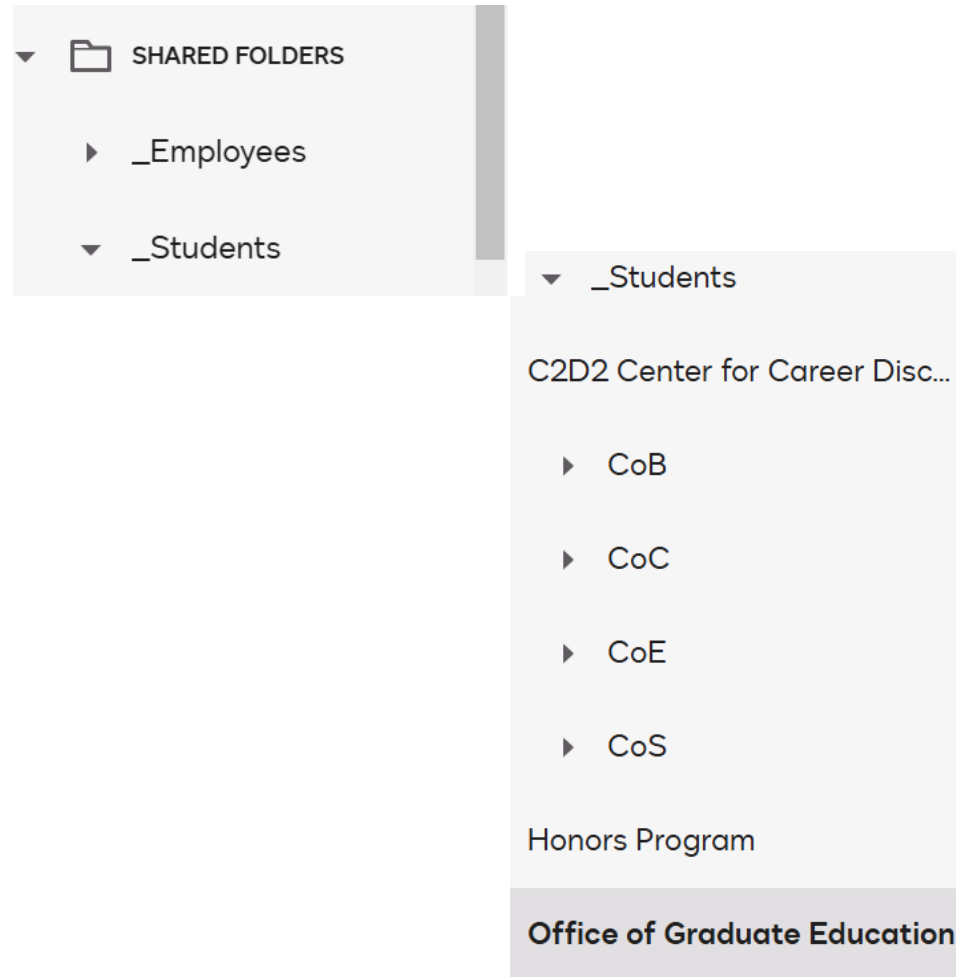 SHARED FOLDERS
_Employees
_Students
_Students
C2D2 Center for Career Disc...
CoB
CoC
CoE
CoS
Honors Program
Office of Graduate Education